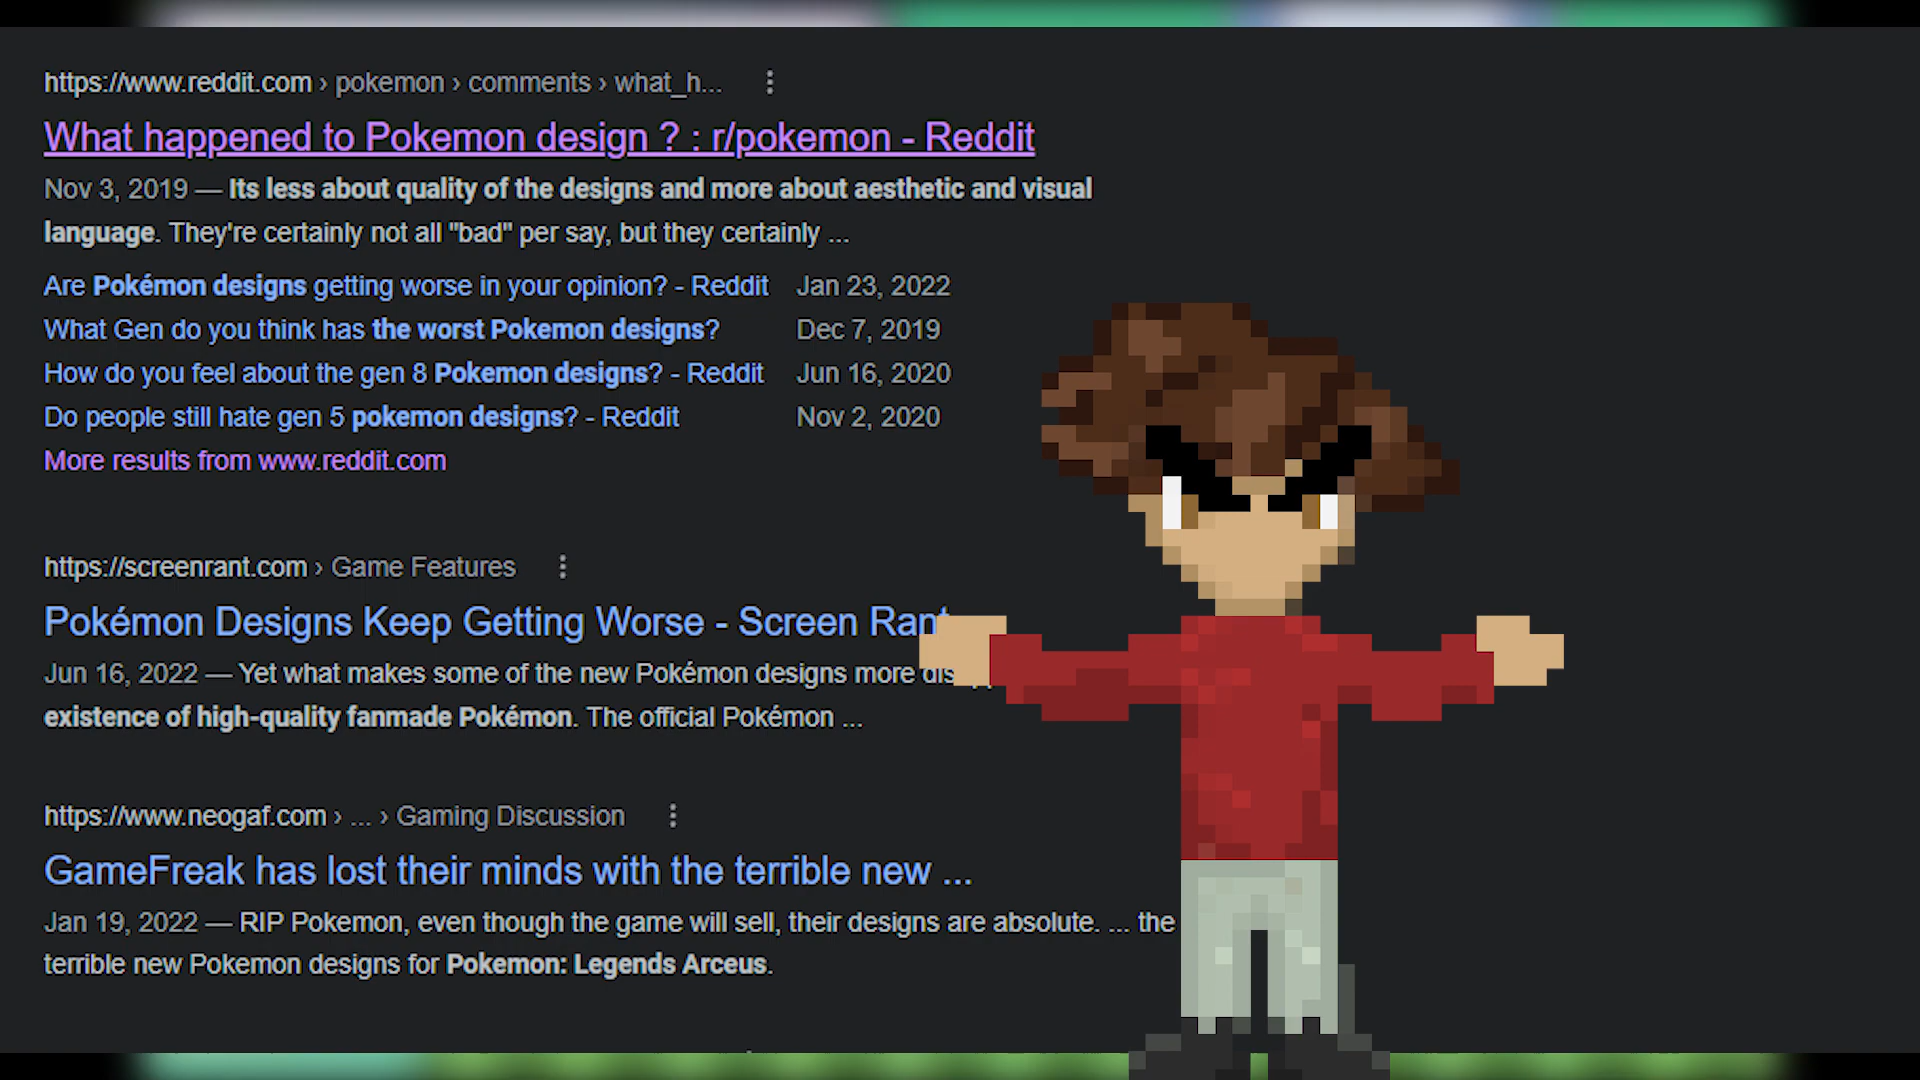 https://www.reddit.com › pokemon › comments › what_h...
What happened to Pokemon design ? : r/pokemon - Reddit
Nov 3, 2019 — Its less about quality of the designs and more about aesthetic and visual
language. They're certainly not all "bad" per say, but they certainly ...
Are Pokémon designs getting worse in your opinion? - Reddit Jan 23, 2022
What Gen do you think has the worst Pokemon designs? Dec 7, 2019
How do you feel about the gen 8 Pokemon designs? - Reddit Jun 16, 2020
Do people still hate gen 5 pokemon designs? - Reddit Nov 2, 2020
More results from www.reddit.com
https://screenrant.com › Game Features
Pokémon Designs Keep Getting Worse - Screen Rant
Jun 16, 2022 — Yet what makes some of the new Pokémon designs more
existence of high-quality fanmade Pokémon. The official Pokémon ...
https://www.neogaf.com › ... › Gaming Discussion
GameFreak has lost their minds with the terrible new ...
Jan 19, 2022 — RIP Pokemon, even though the game will sell, their designs are absolute. ... the
terrible new Pokemon designs for Pokemon: Legends Arceus.